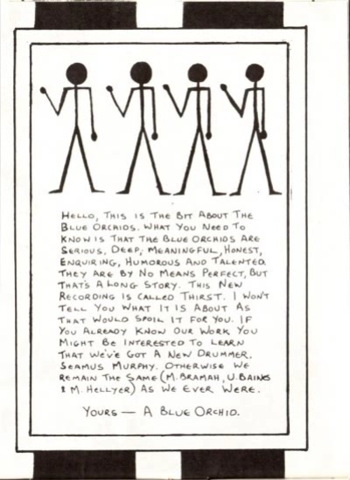 Hello, This is the Bit About The
Blue Orchids. What You Need To
Know is That The Blue Orchids are
Serious, Deep, Meaningful, Honest,
Enquiring, Humorous and Talented
They are by No Means Perfect, But
That's A Long Story. This New
Recording is Called Thirst. I Won't
Tell You What It Is About As
That Would Spoil It For You. If
You Already Know Our Work You
Might Be Interested To Learn
That We've Got A New Drummer,
Seamus Murphy. Otherwise We
Remain The Same (M. Bramah, U. Baines
& M. Hellyer) As We Ever Were.
Yours — A Blue Orchid.